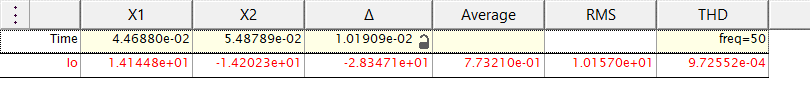 X1 X2 Δ Average RMS THD
Time 4.46880e-02 5.48789e-02 1.01909e-02 freq=50
Io 1.41448e+01 -1.42023e+01 -2.83471e+01 7.73210e-01 1.01570e+01 9.72552e-04